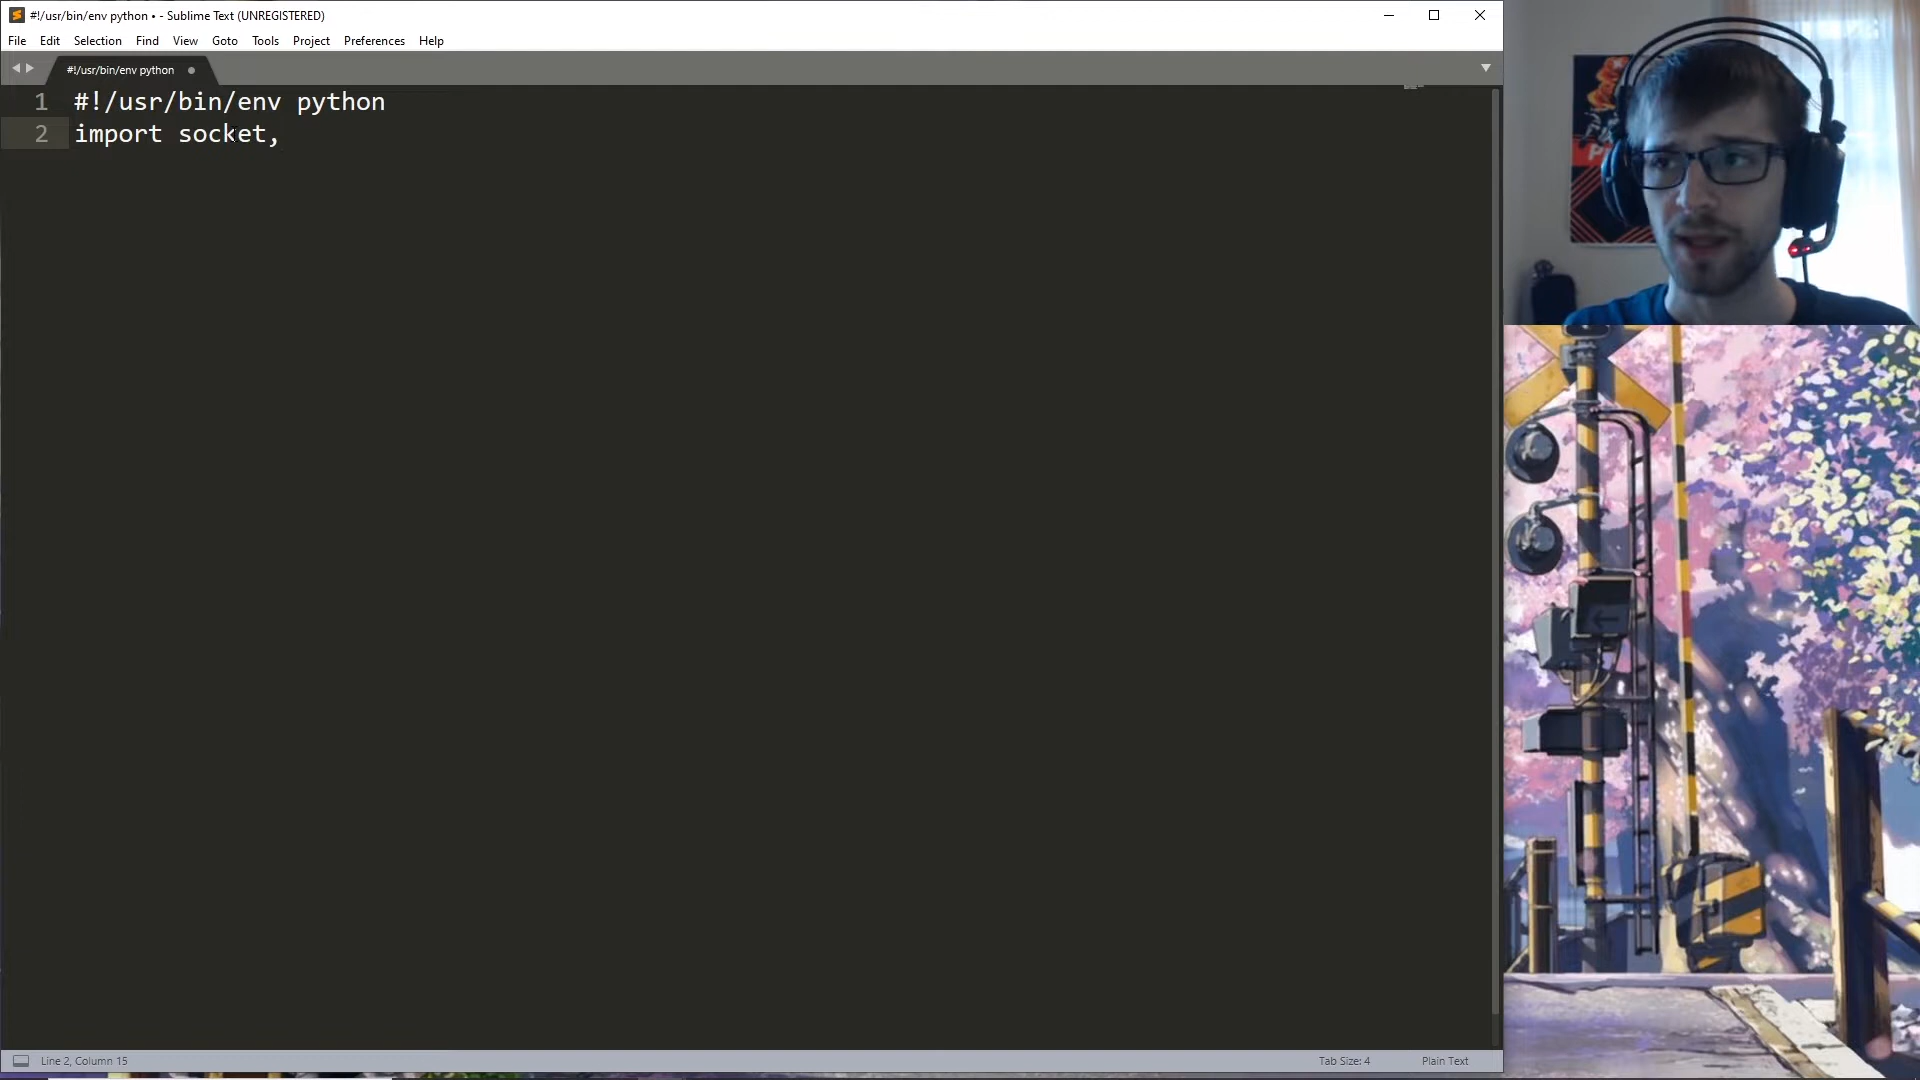 #!/usr/bin/env python • - Sublime Text (UNREGISTERED)
File Edit Selection Find View Goto Tools Project Preferences Help
#!/usr/bin/env python
1 #!/usr/bin/env python
2 import socket,
Line 2, Column 15 Tab Size: 4 Plain Text